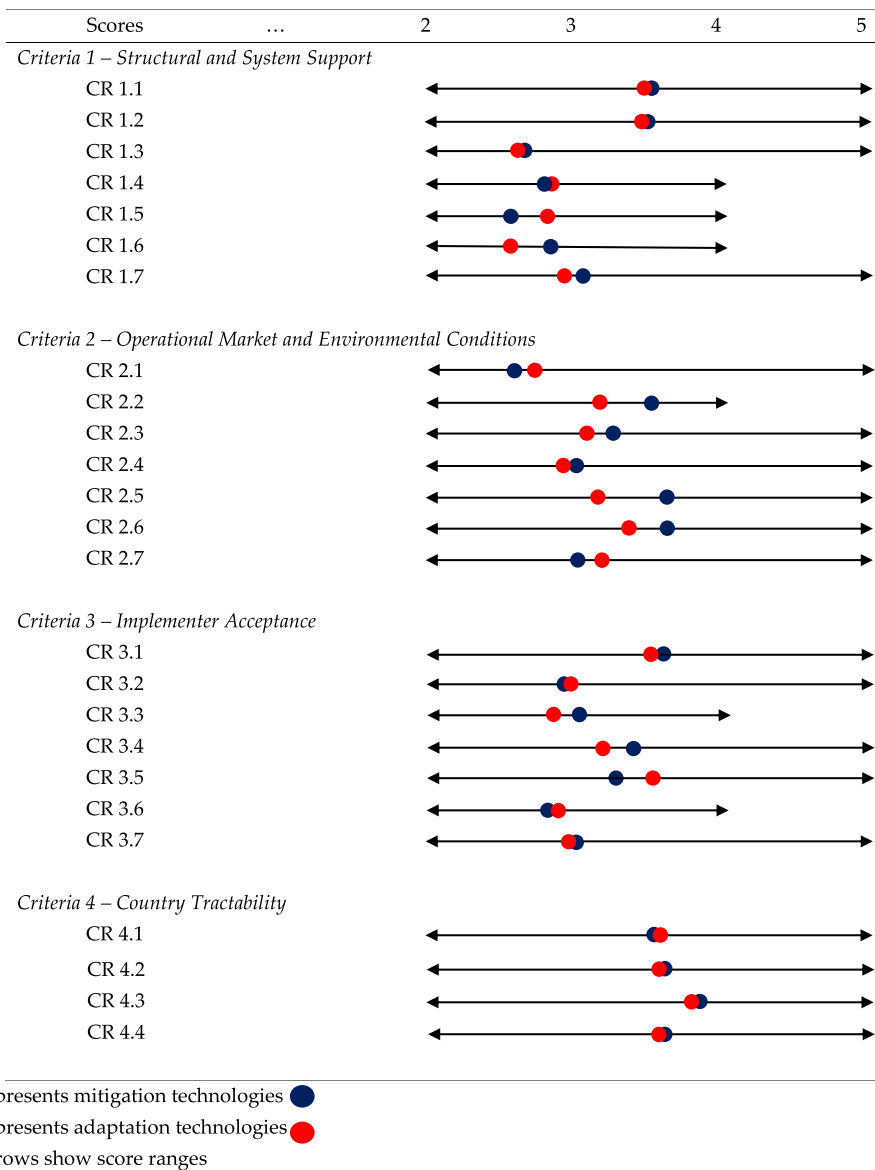 Scores … 2 3 4 5
Criteria 1 – Structural and System Support
CR 1.1
CR 1.2
CR 1.3
CR 1.4
CR 1.5
CR 1.6
CR 1.7
Criteria 2 – Operational Market and Environmental Conditions
CR 2.1
CR 2.2
CR 2.3
CR 2.4
CR 2.5
CR 2.6
CR 2.7
Criteria 3 – Implementer Acceptance
CR 3.1
CR 3.2
CR 3.3
CR 3.4
CR 3.5
CR 3.6
CR 3.7
Criteria 4 – Country Tractability
CR 4.1
CR 4.2
CR 4.3
CR 4.4
presents mitigation technologies
presents adaptation technologies
rows show score ranges